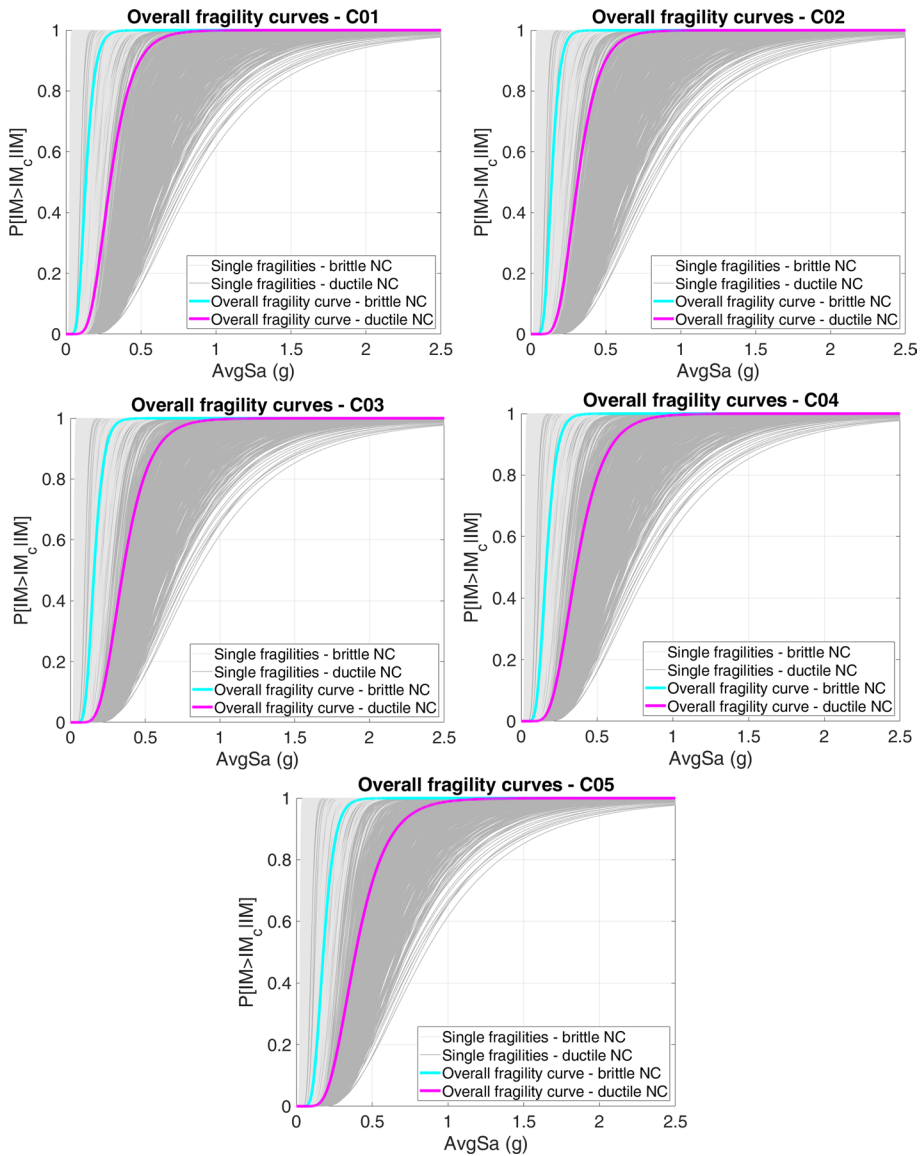 Overall fragility curves - C01
P[IM>IM_c|IM]
1
0.8
0.6
0.4
0.2
0
Single fragilities - brittle NC
Single fragilities - ductile NC
Overall fragility curve - brittle NC
Overall fragility curve - ductile NC
0 0.5 1 1.5 2 2.5
AvgSa (g)
Overall fragility curves - C02
P[IM>IM_c|IM]
1
0.8
0.6
0.4
0.2
0
Single fragilities - brittle NC
Single fragilities - ductile NC
Overall fragility curve - brittle NC
Overall fragility curve - ductile NC
0 0.5 1 1.5 2 2.5
AvgSa (g)
Overall fragility curves - C03
P[IM>IM_c|IM]
1
0.8
0.6
0.4
0.2
0
Single fragilities - brittle NC
Single fragilities - ductile NC
Overall fragility curve - brittle NC
Overall fragility curve - ductile NC
0 0.5 1 1.5 2 2.5
AvgSa (g)
Overall fragility curves - C04
P[IM>IM_c|IM]
1
0.8
0.6
0.4
0.2
0
Single fragilities - brittle NC
Single fragilities - ductile NC
Overall fragility curve - brittle NC
Overall fragility curve - ductile NC
0 0.5 1 1.5 2 2.5
AvgSa (g)
Overall fragility curves - C05
P[IM>IM_c|IM]
1
0.8
0.6
0.4
0.2
0
Single fragilities - brittle NC
Single fragilities - ductile NC
Overall fragility curve - brittle NC
Overall fragility curve - ductile NC
0 0.5 1 1.5 2 2.5
AvgSa (g)